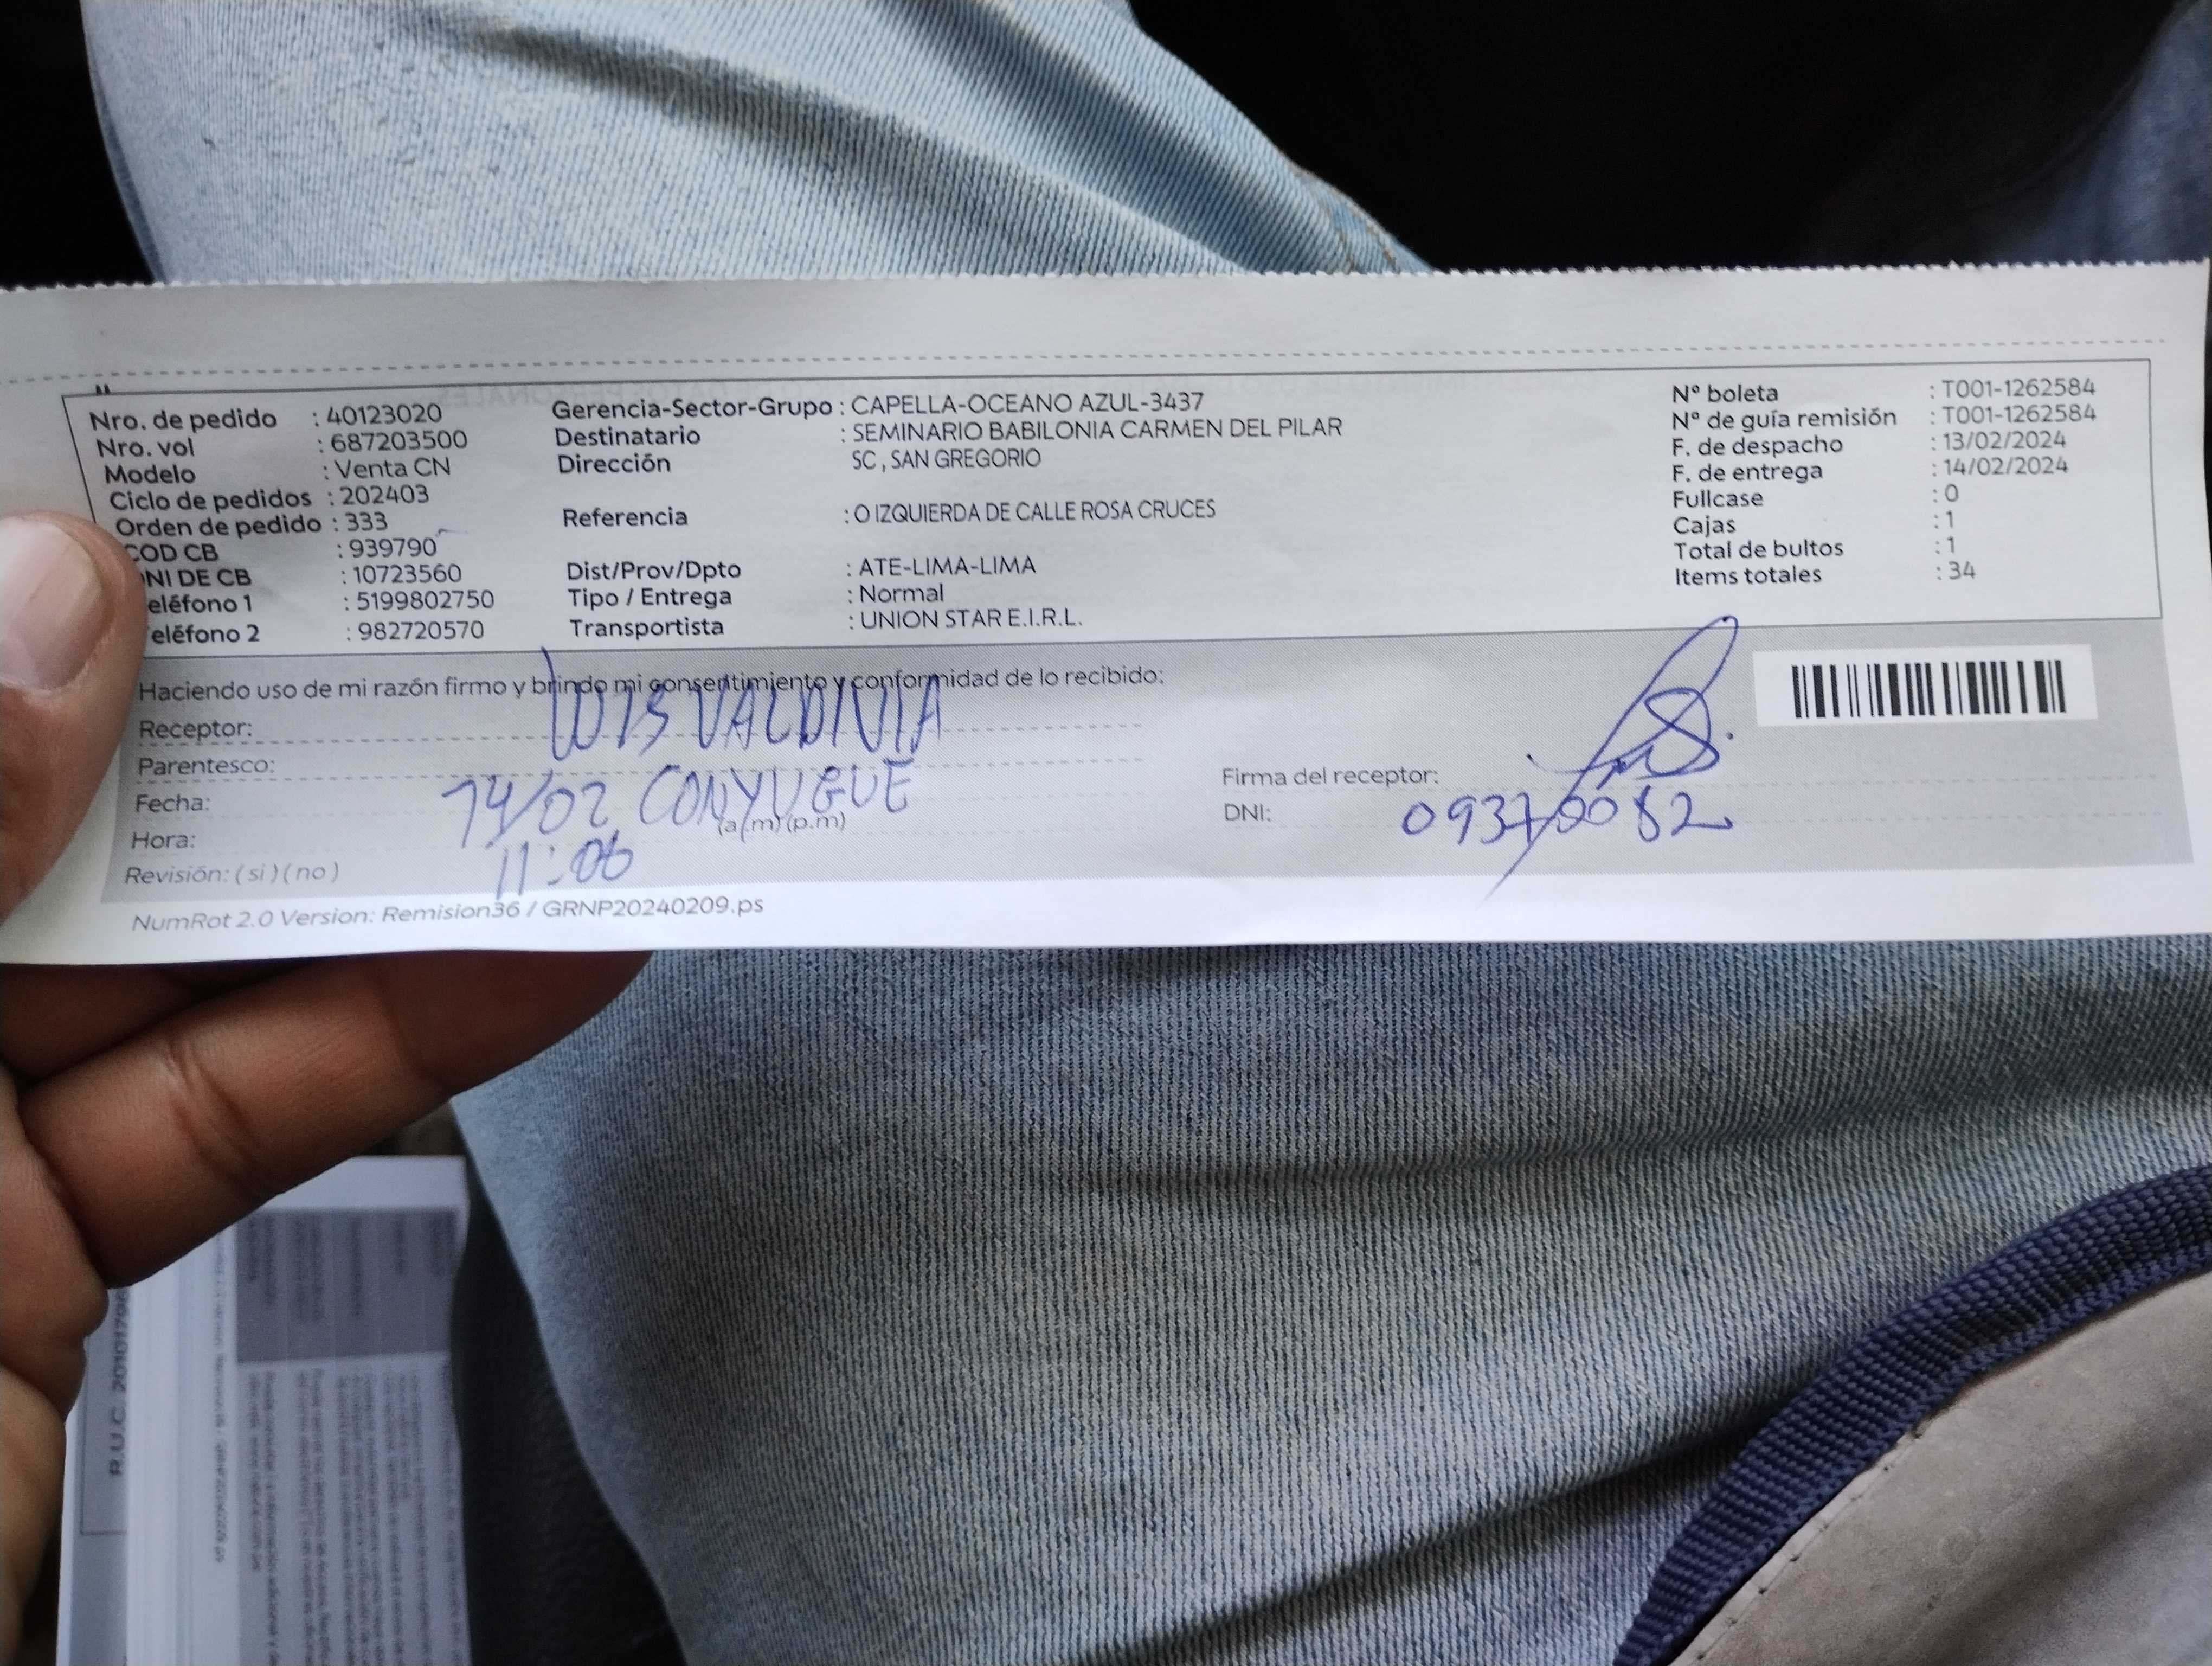 Nro. de pedido : 40123020
Nro. vol : 687203500
Modelo : Venta CN
Ciclo de pedidos : 202403
Orden de pedido : 333
COD CB : 939790
NI DE CB : 10723560
eléfono 1 : 5199802750
eléfono 2 : 982720570
Gerencia-Sector-Grupo : CAPELLA-OCEANO AZUL-3437
Destinatario : SEMINARIO BABILONIA CARMEN DEL PILAR
Dirección SC , SAN GREGORIO
Referencia : O IZQUIERDA DE CALLE ROSA CRUCES
Dist/Prov/Dpto : ATE-LIMA-LIMA
Tipo / Entrega : Normal
Transportista : UNION STAR E.I.R.L.
Nº boleta : T001-1262584
Nº de guía remisión : T001-1262584
F. de despacho : 13/02/2024
F. de entrega : 14/02/2024
Fullcase : 0
Cajas : 1
Total de bultos : 1
Items totales : 34
Haciendo uso de mi razón firmo y brindo mi consentimiento y conformidad de lo recibido:
Receptor: LUIS VALDIVIA
Parentesco: CONYUGUE
Fecha: 14/02
Hora: 11:06 (a.m) (p.m)
Revisión: ( si ) ( no )
Firma del receptor:
DNI:
NumRot 2.0 Version: Remision36 / GRNP20240209.ps
R.U.C.